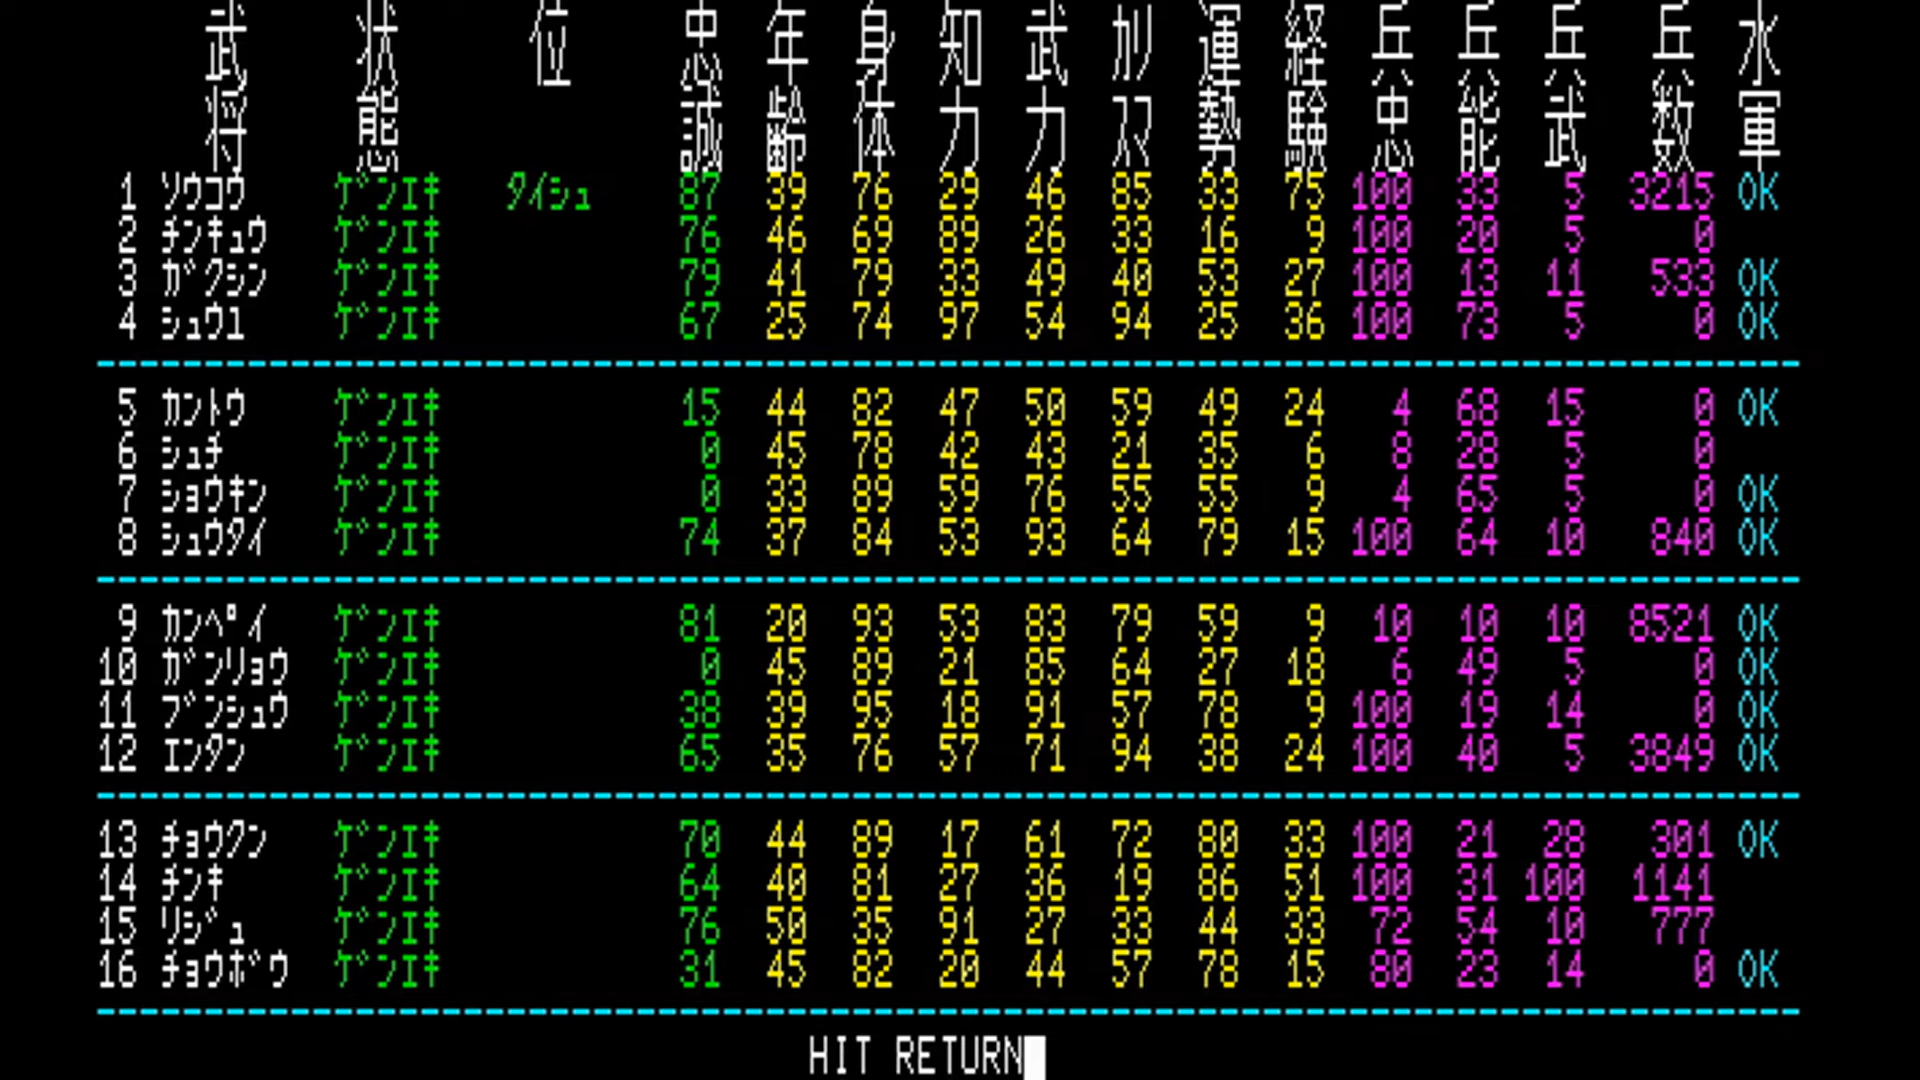 武将 状態 位 忠誠 年齢 身体 知力 武力 カリスマ 運勢 経験 兵忠 兵能 兵武 兵数 水軍
1 ソウコウ ゲンエキ タイシュ 87 39 76 29 46 85 33 75 100 33 5 3215 OK
2 チンキュウ ゲンエキ 76 46 69 89 26 33 16 9 100 20 5 0
3 ガクシン ゲンエキ 79 41 79 33 49 40 53 27 100 13 11 533 OK
4 シュウユ ゲンエキ 67 25 74 97 54 94 25 36 100 73 5 0 OK
5 カントウ ゲンエキ 15 44 82 47 50 59 49 24 4 68 15 0 OK
6 シュチ ゲンエキ 0 45 78 42 43 21 35 6 8 28 5 0
7 ショウキン ゲンエキ 0 33 89 59 76 55 55 9 4 65 5 0 OK
8 シュウタイ ゲンエキ 74 37 84 53 93 64 79 15 100 64 10 840 OK
9 カンペイ ゲンエキ 81 20 93 53 83 79 59 9 10 10 10 8521 OK
10 ガンリョウ ゲンエキ 0 45 89 21 85 64 27 18 6 49 5 0 OK
11 ブンシュウ ゲンエキ 38 39 95 18 91 57 78 9 100 19 14 0 OK
12 エンタン ゲンエキ 65 35 76 57 71 94 38 24 100 40 5 3849 OK
13 チョウクン ゲンエキ 70 44 89 17 61 72 80 33 100 21 28 301 OK
14 チンキ ゲンエキ 64 40 81 27 36 19 86 51 100 31 100 1141
15 リジュ ゲンエキ 76 50 35 91 27 33 44 33 72 54 10 777
16 チョウボウ ゲンエキ 31 45 82 20 44 57 78 15 80 23 14 0 OK
HIT RETURN